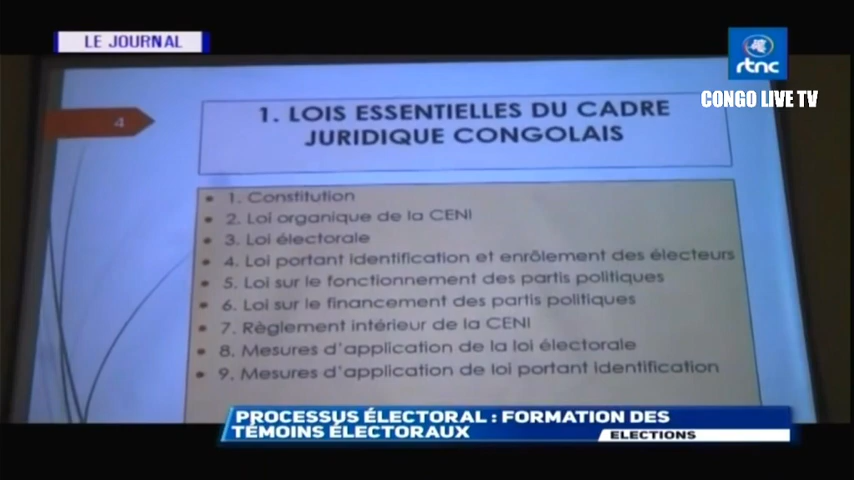 LE JOURNAL
rtnc
CONGO LIVE TV
4
1. LOIS ESSENTIELLES DU CADRE
JURIDIQUE CONGOLAIS
• 1. Constitution
• 2. Loi organique de la CENI
• 3. Loi électorale
• 4. Loi portant identification et enrôlement des électeurs
• 5. Loi sur le fonctionnement des partis politiques
• 6. Loi sur le financement des partis politiques
• 7. Règlement intérieur de la CENI
• 8. Mesures d'application de la loi électorale
• 9. Mesures d'application de loi portant identification
PROCESSUS ÉLECTORAL : FORMATION DES
TÉMOINS ÉLECTORAUX
ELECTIONS